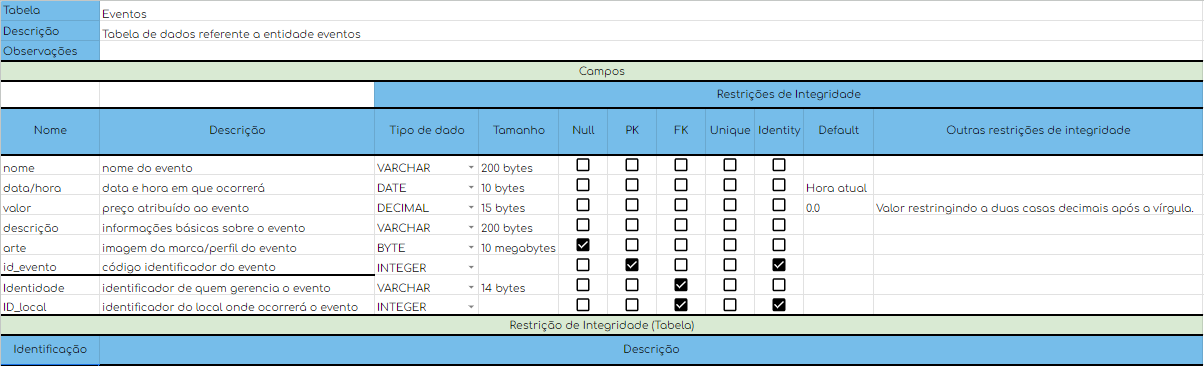 Tabela Eventos
Descrição Tabela de dados referente a entidade eventos
Observações
Campos
Restrições de Integridade
Nome Descrição Tipo de dado Tamanho Null PK FK Unique Identity Default Outras restrições de integridade
nome nome do evento VARCHAR 200 bytes
data/hora data e hora em que ocorrerá DATE 10 bytes Hora atual
valor preço atribuído ao evento DECIMAL 15 bytes 0.0 Valor restringindo a duas casas decimais após a vírgula.
descrição informações básicas sobre o evento VARCHAR 200 bytes
arte imagem da marca/perfil do evento BYTE 10 megabytes
id_evento código identificador do evento INTEGER
Identidade identificador de quem gerencia o evento VARCHAR 14 bytes
ID_local identificador do local onde ocorrerá o evento INTEGER
Restrição de Integridade (Tabela)
Identificação Descrição